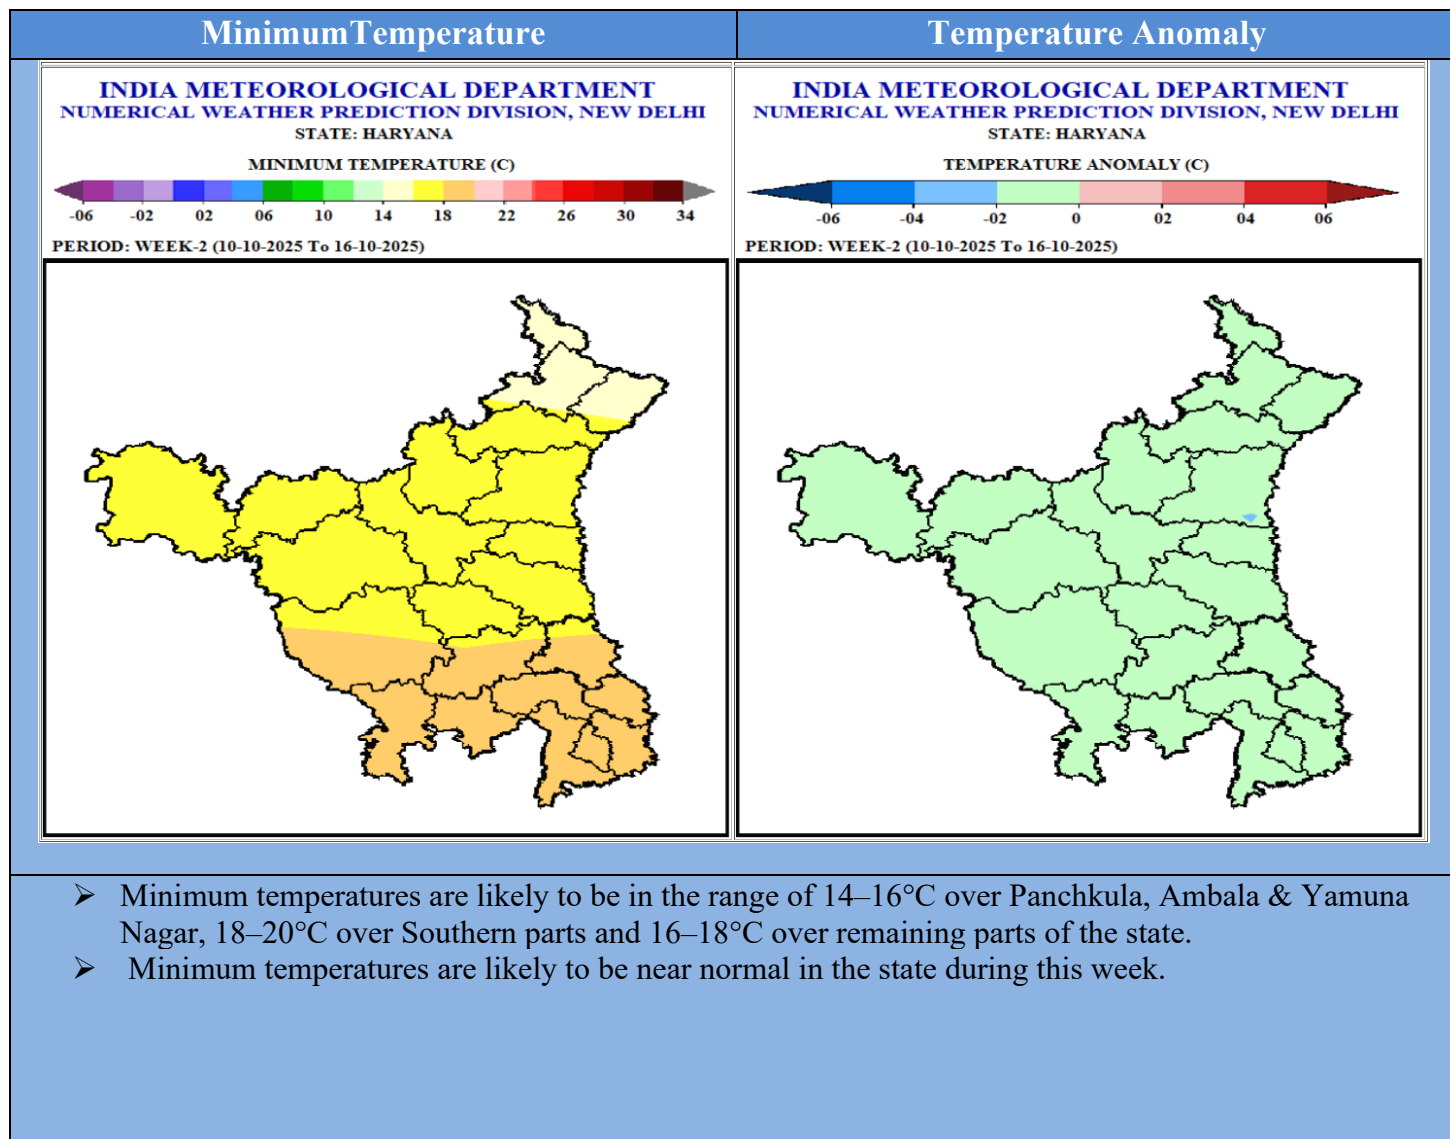 MinimumTemperature
Temperature Anomaly
INDIA METEOROLOGICAL DEPARTMENT
NUMERICAL WEATHER PREDICTION DIVISION, NEW DELHI
STATE: HARYANA
MINIMUM TEMPERATURE (C)
-06 -02 02 06 10 14 18 22 26 30 34
PERIOD: WEEK-2 (10-10-2025 To 16-10-2025)
INDIA METEOROLOGICAL DEPARTMENT
NUMERICAL WEATHER PREDICTION DIVISION, NEW DELHI
STATE: HARYANA
TEMPERATURE ANOMALY (C)
-06 -04 -02 0 02 04 06
PERIOD: WEEK-2 (10-10-2025 To 16-10-2025)
➢ Minimum temperatures are likely to be in the range of 14–16°C over Panchkula, Ambala & Yamuna
Nagar, 18–20°C over Southern parts and 16–18°C over remaining parts of the state.
➢ Minimum temperatures are likely to be near normal in the state during this week.